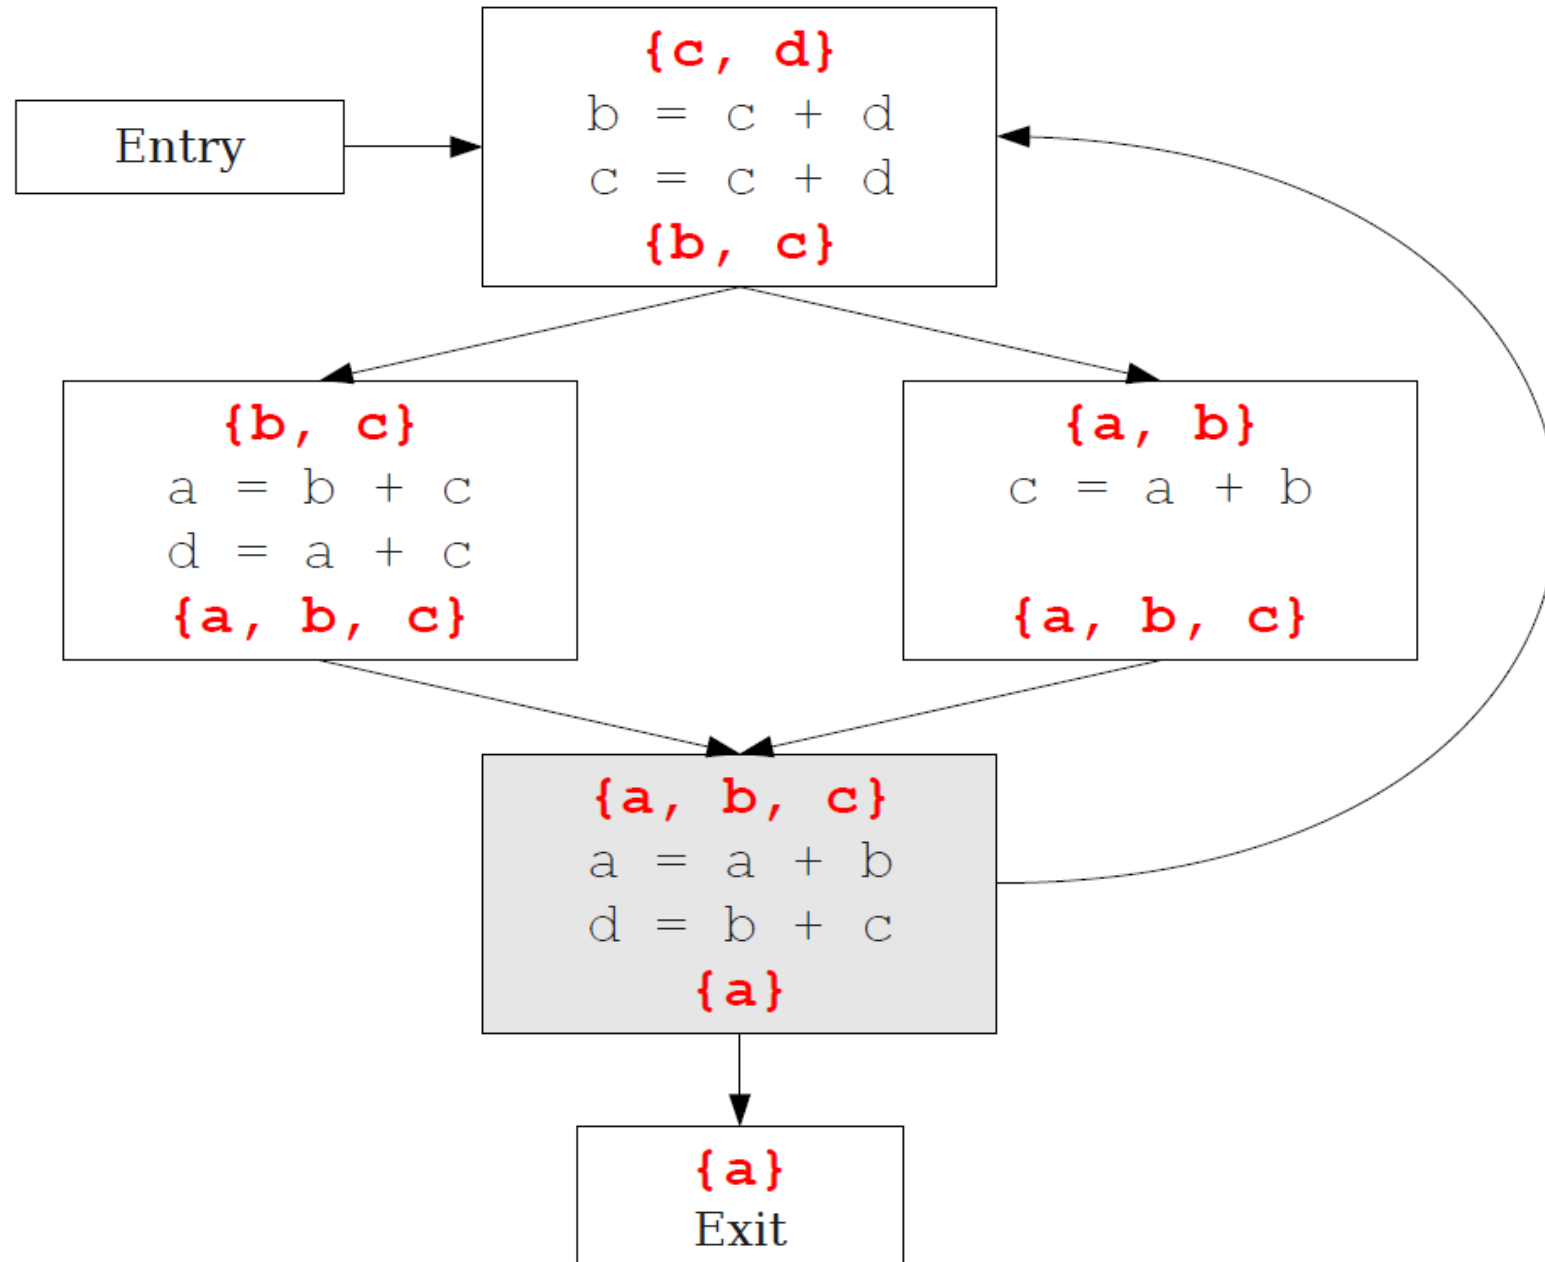 {c, d}
b = c + d
c = c + d
{b, c}
Entry
{b, c}
a = b + c
d = a + c
{a, b, c}
{a, b}
c = a + b
{a, b, c}
{a, b, c}
a = a + b
d = b + c
{a}
{a}
Exit